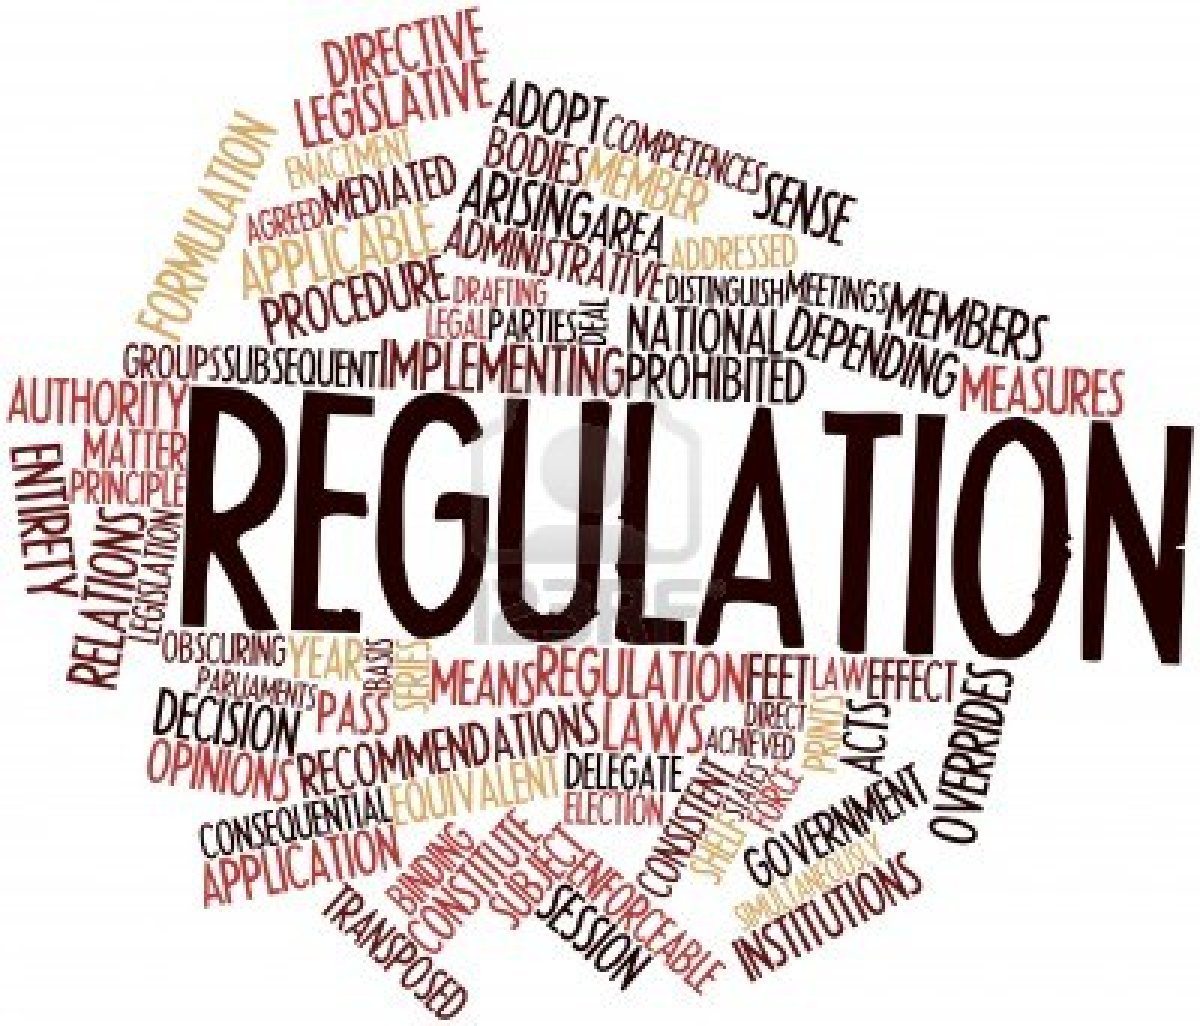 DIRECTIVE
LEGISLATIVE
ADOPT
COMPETENCES
SENSE
FORMULATION
ENACTMENT
BODIES
MEMBER
AGREED
MEDIATED
ARISING
AREA
APPLICABLE
ADMINISTRATIVE
ADDRESSED
PROCEDURE
DRAFTING
DISTINGUISH
MEETINGS
MEMBERS
LEGAL
PARTIES
DEAL
NATIONAL
DEPENDING
GROUPS
SUBSEQUENT
IMPLEMENTING
PROHIBITED
MEASURES
AUTHORITY
MATTER
PRINCIPLE
ENTIRETY
RELATIONS
LEGISLATION
REGULATION
123RF
OBSCURING
YEAR
BASIS
SERIES
MEANS
REGULATION
FEET
LAW
EFFECT
PARLIAMENTS
DECISION
PASS
RECOMMENDATIONS
LAWS
DIRECT
ACHIEVED
PRINTS
ACTS
OVERRIDES
OPINIONS
CONSEQUENTIAL
EQUIVALENT
DELEGATE
ELECTION
CONSISTENT
SHELF
STATES
FORCE
GOVERNMENT
APPLICATION
BINDING
CONSTITUTE
SUBJECT
ENFORCEABLE
SIMULTANEOUSLY
INSTITUTIONS
TRANSPOSED
SESSION